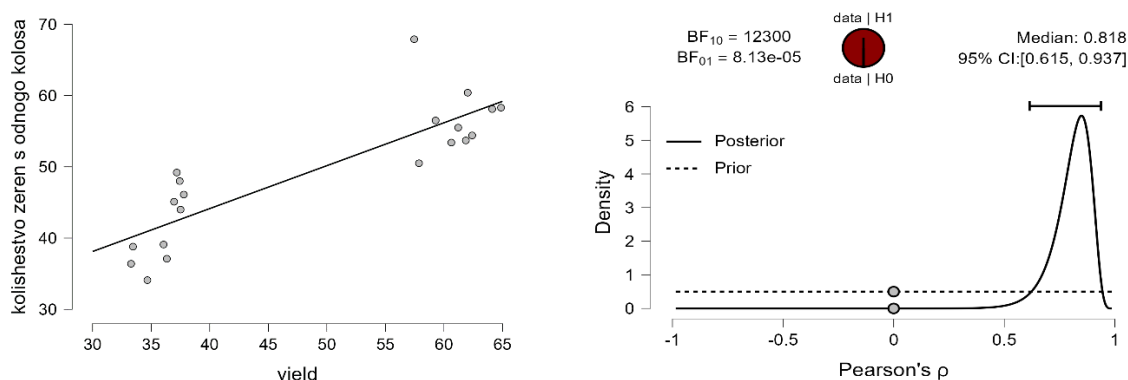 70
60
50
40
30
kolishestvo zeren s odnogo kolosa
30 35 40 45 50 55 60 65
vield
data | H1
BF10 = 12300
BF01 = 8.13e-05
data | H0
Median: 0.818
95% CI:[0.615, 0.937]
6
5
4
3
2
1
0
Density
Posterior
Prior
-1 -0.5 0 0.5 1
Pearson's ρ